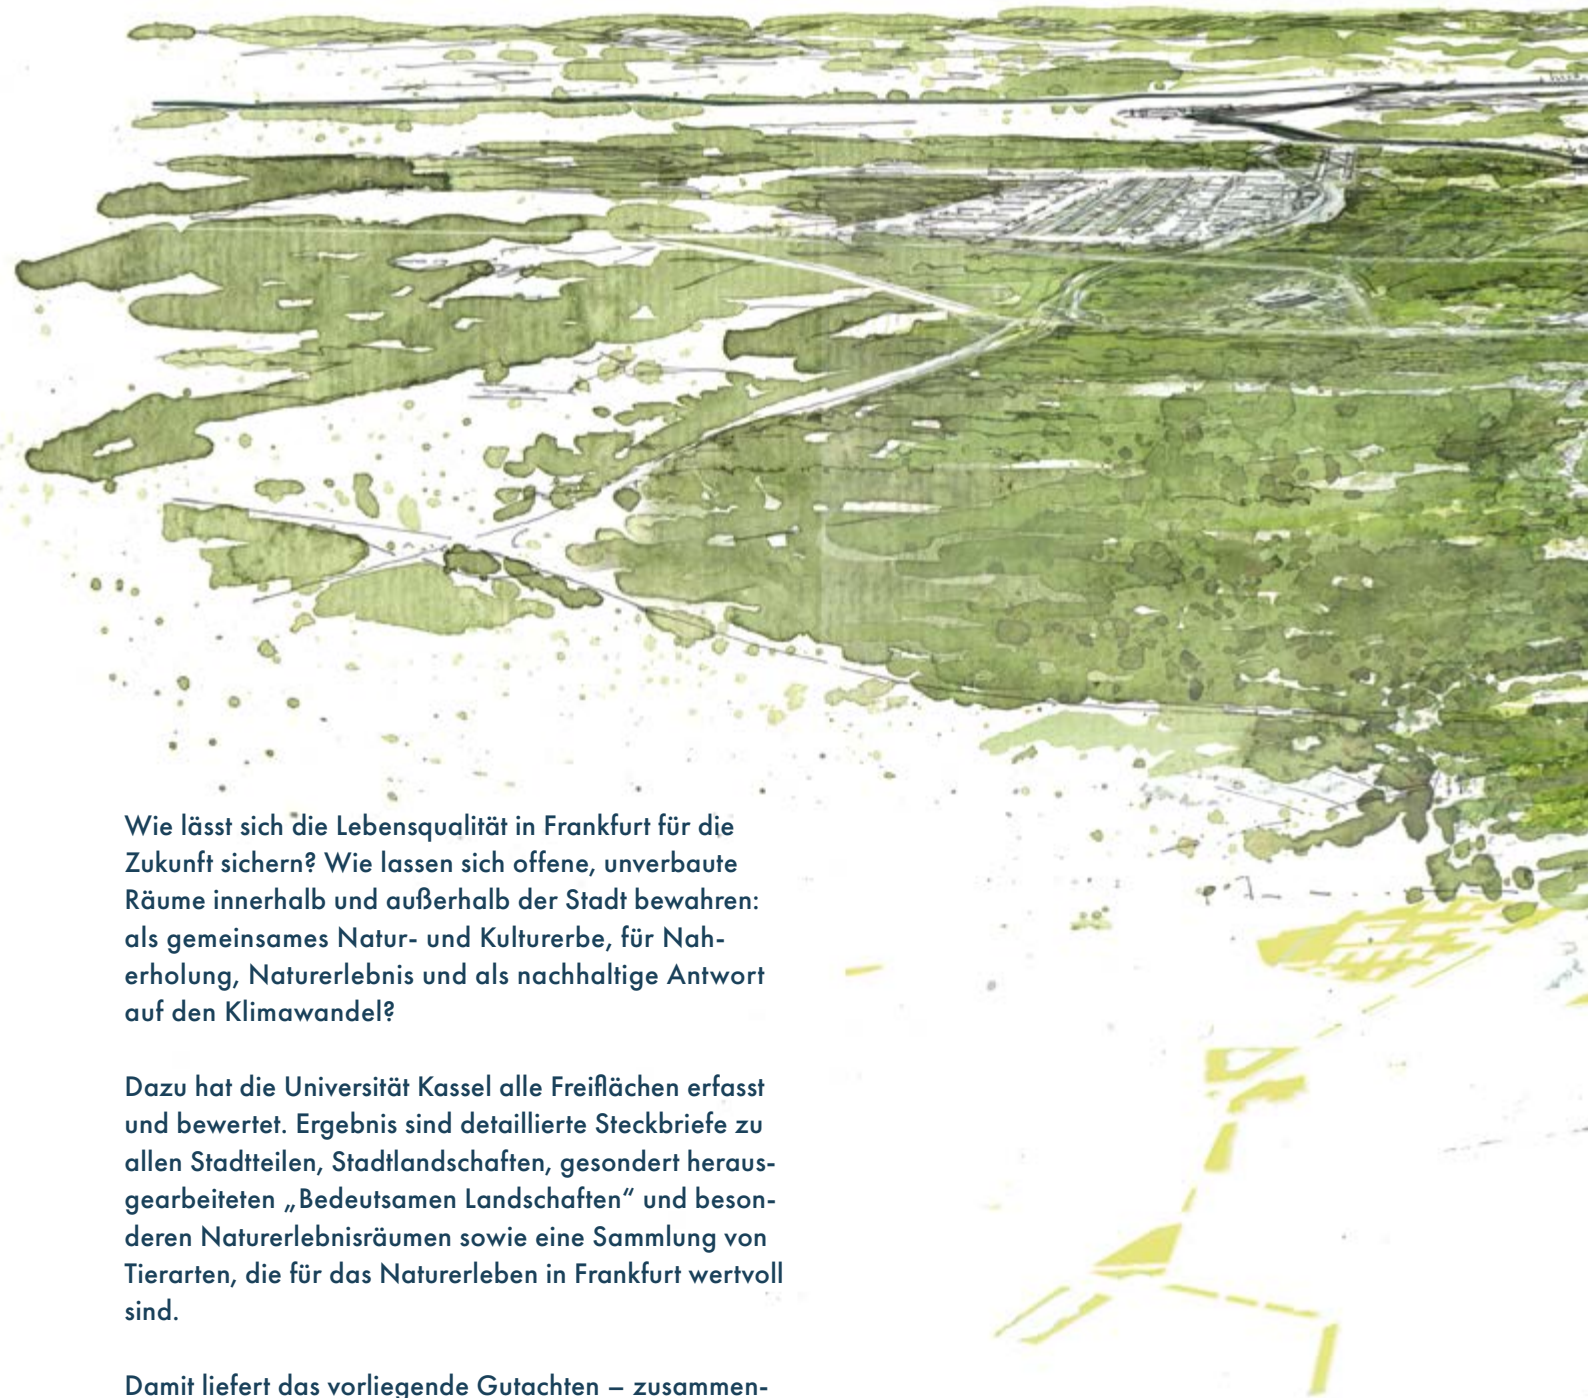 Wie lässt sich die Lebensqualität in Frankfurt für die
Zukunft sichern? Wie lassen sich offene, unverbaute
Räume innerhalb und außerhalb der Stadt bewahren:
als gemeinsames Natur- und Kulturerbe, für Nah-
erholung, Naturerlebnis und als nachhaltige Antwort
auf den Klimawandel?
Dazu hat die Universität Kassel alle Freiflächen erfasst
und bewertet. Ergebnis sind detaillierte Steckbriefe zu
allen Stadtteilen, Stadtlandschaften, gesondert heraus-
gearbeiteten „Bedeutsamen Landschaften“ und beson-
deren Naturerlebnisräumen sowie eine Sammlung von
Tierarten, die für das Naturerleben in Frankfurt wertvoll
sind.
Damit liefert das vorliegende Gutachten – zusammen-